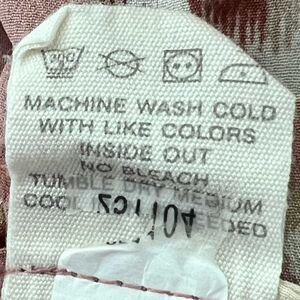 MACHINE WASH COLD
WITH LIKE COLORS
INSIDE OUT
NO BLEACH
TUMBLE DRY MEDIUM
COOL NEEDED